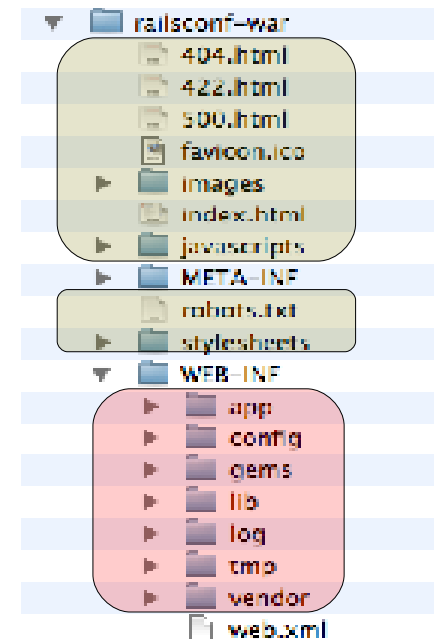 railsconf-war
404.html
422.html
500.html
favicon.ico
images
index.html
javascripts
META-INF
robots.txt
stylesheets
WEB-INF
app
config
gems
lib
log
tmp
vendor
web.xml